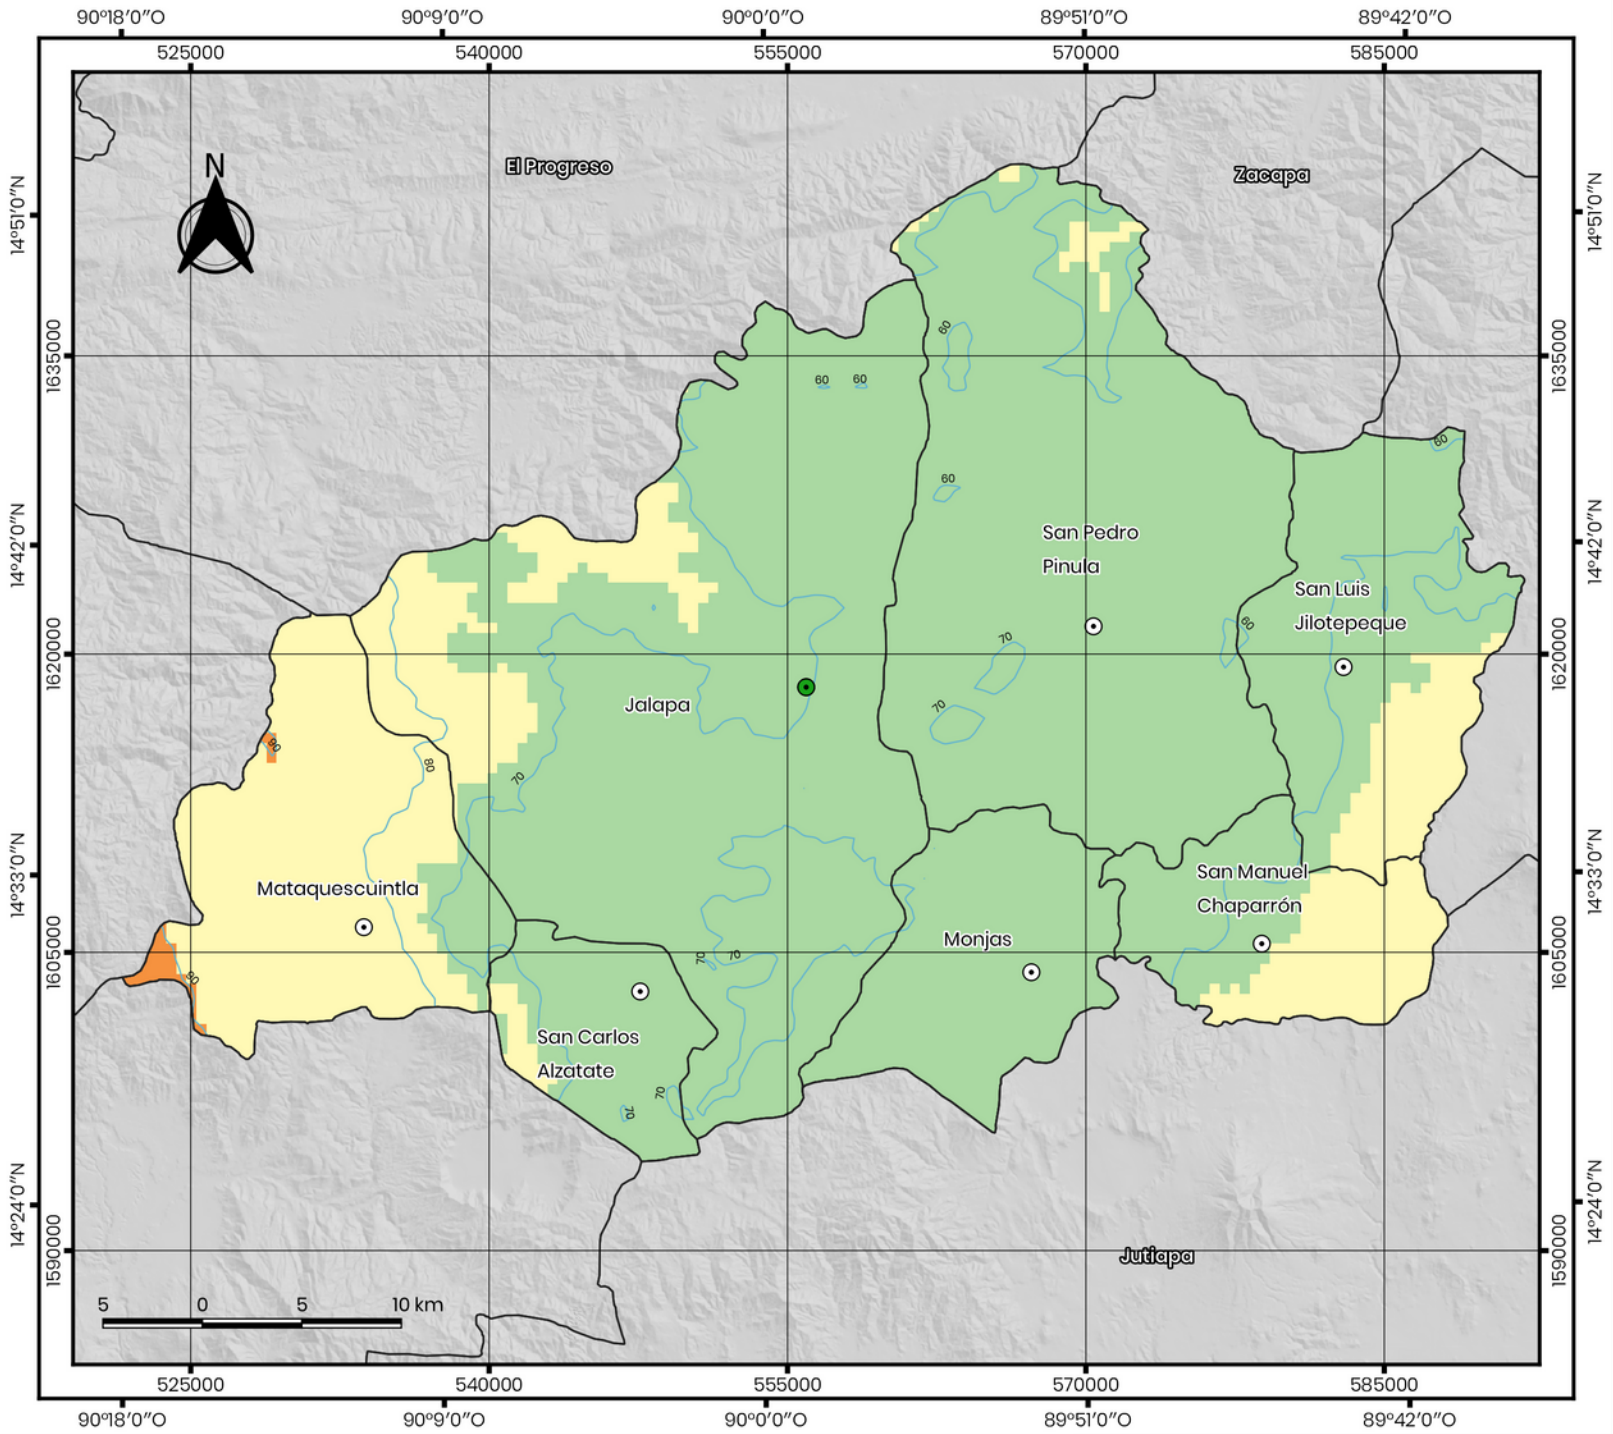 90°18′0″O 90°9′0″O 90°0′0″O 89°51′0″O 89°42′0″O
525000 540000 555000 570000 585000
N
El Progreso
Zacapa
14°51′0″N
14°51′0″N
60
1635000
1635000
60 60
60
60
San Pedro
Pinula
14°42′0″N
14°42′0″N
San Luis
Jilotepeque
60
70
1620000
1620000
Jalapa
70
80
80
70
San Manuel
Chaparrón
14°33′0″N
14°33′0″N
Mataquescuintla
Monjas
70 70
1605000
1605000
80
San Carlos
Alzatate
70 70
14°24′0″N
14°24′0″N
1590000
1590000
Jutiapa
5 0 5 10 km
525000 540000 555000 570000 585000
90°18′0″O 90°9′0″O 90°0′0″O 89°51′0″O 89°42′0″O